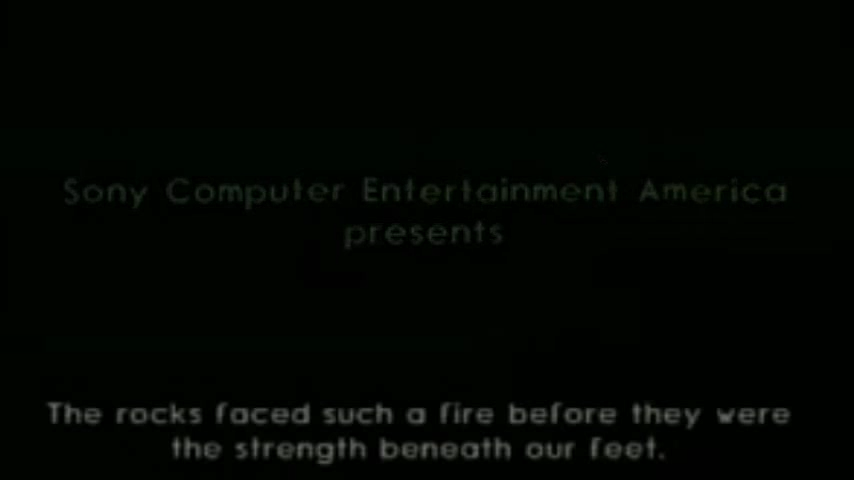 Sony Computer Entertainment America
presents
The rocks faced such a fire before they were
the strength beneath our feet.